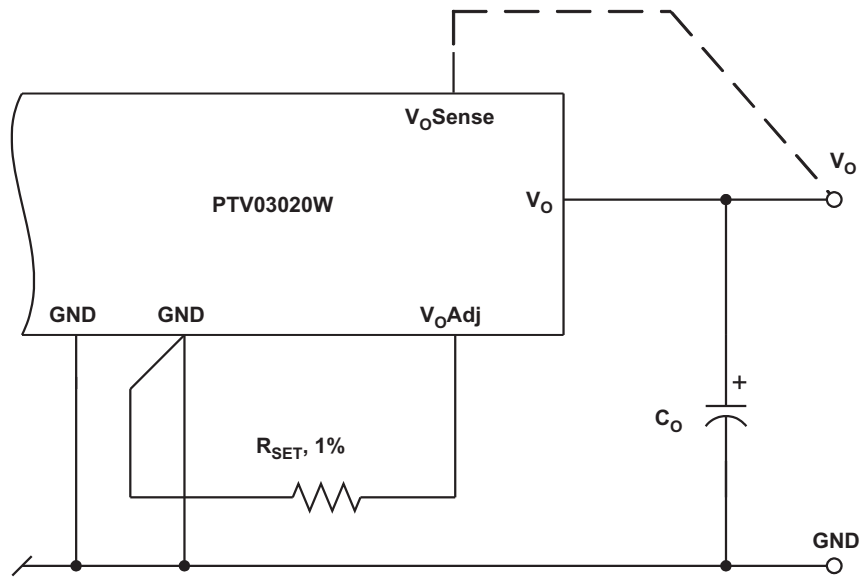 VOSense
VO
PTV03020W
VO
GND GND VOAdj
+
CO
RSET, 1%
GND